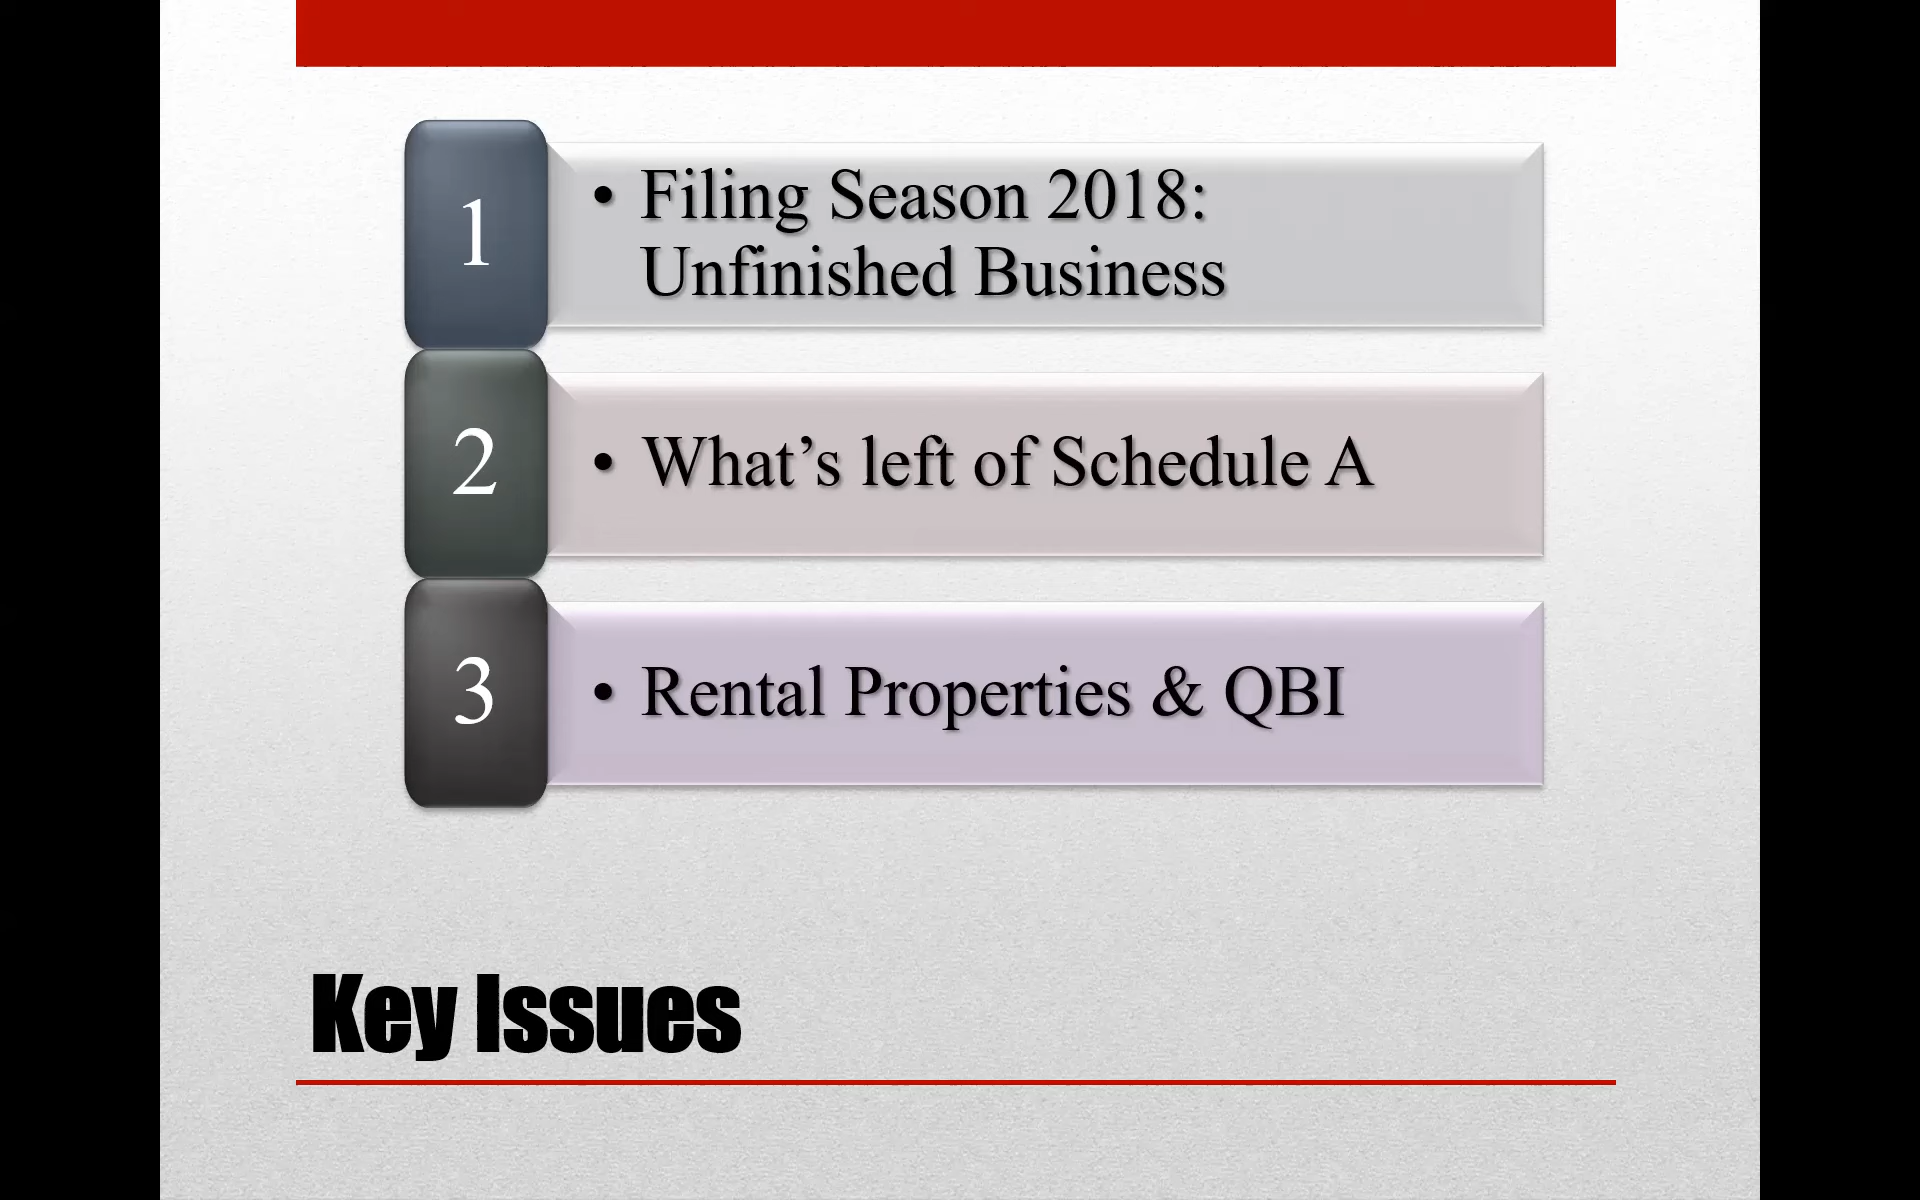 1
• Filing Season 2018:
Unfinished Business
2
• What’s left of Schedule A
3
• Rental Properties & QBI
Key Issues